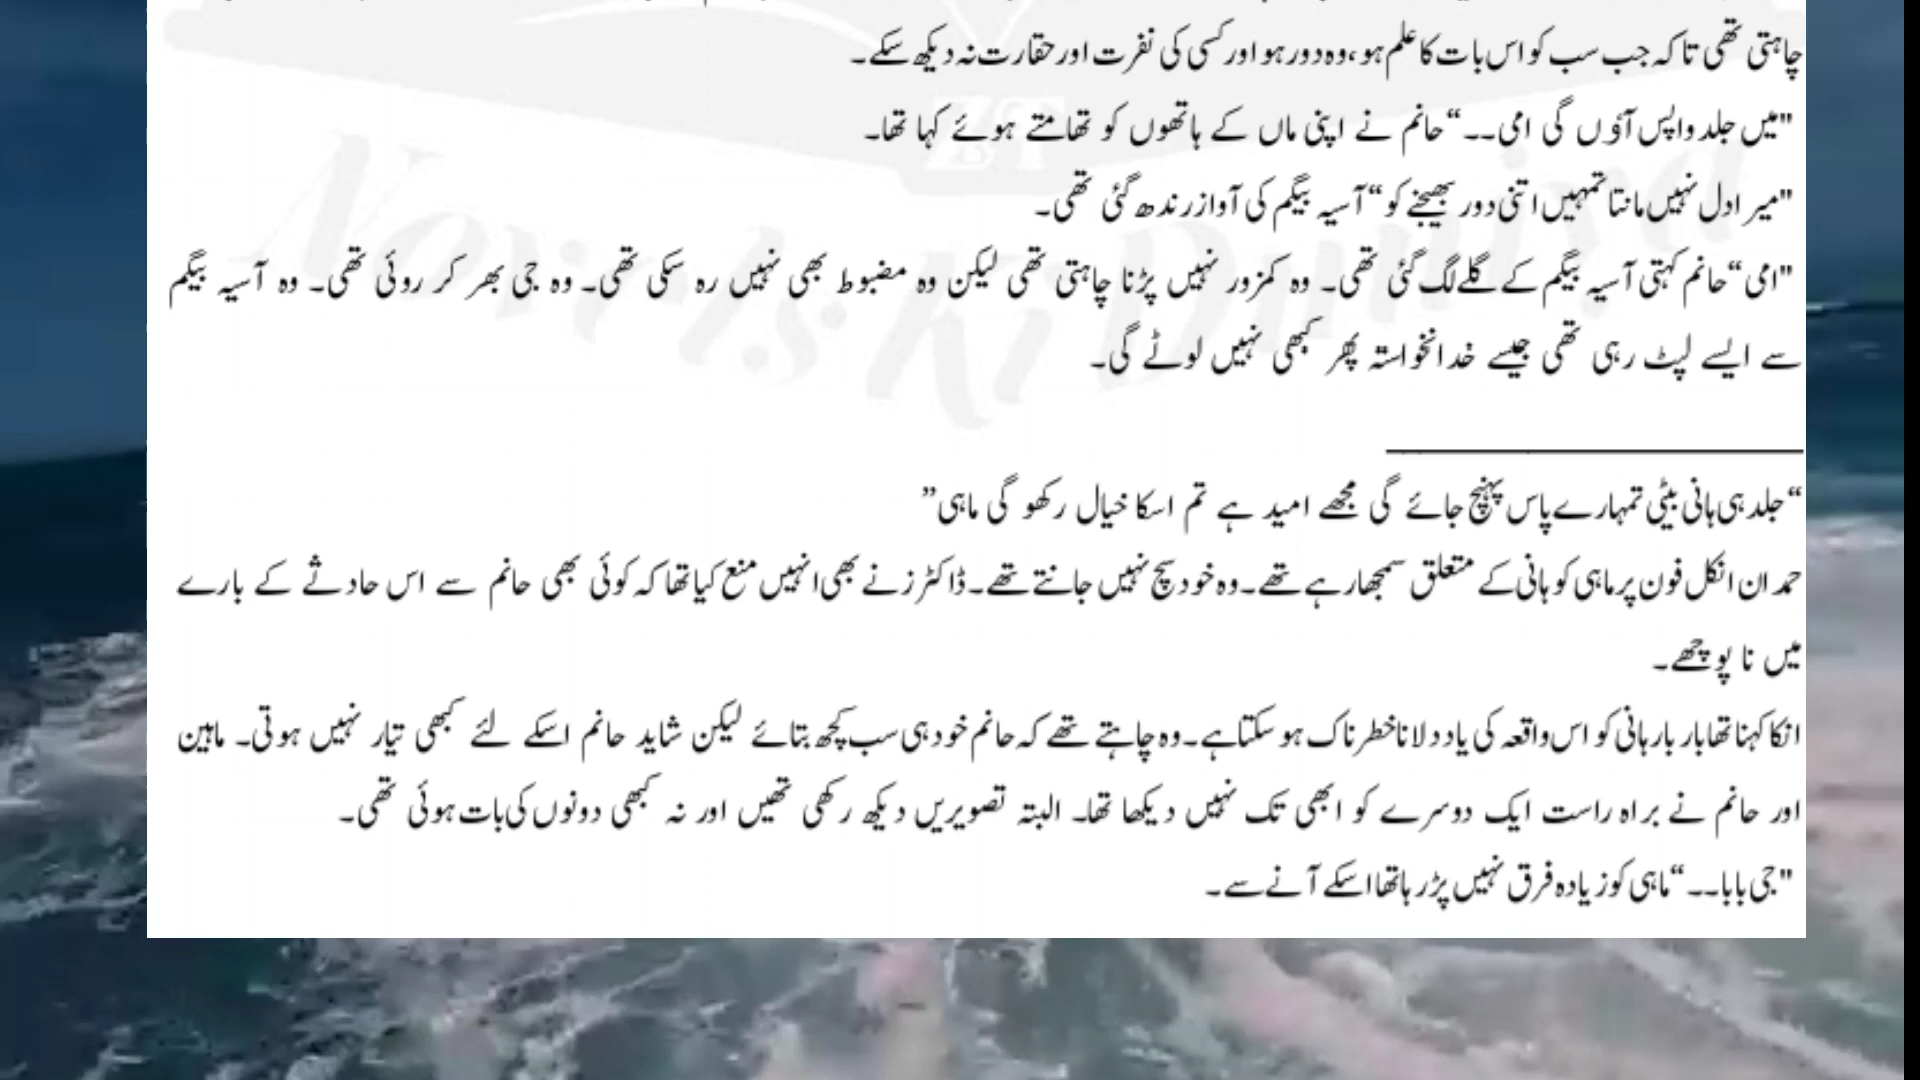 چاہتی تھی تاکہ جب سب کو اس بات کا علم ہو، وہ دور ہو اور کسی کی نفرت اور حقارت نہ دیکھ سکے۔
"میں جلد واپس آؤں گی امی۔۔“ حانم نے اپنی ماں کے ہاتھوں کو تھامتے ہوئے کہا تھا۔
"میرا دل نہیں مانتا تمہیں اتنی دور بھیجنے کو“ آسیہ بیگم کی آواز رندھ گئی تھی۔
"امی“ حانم کہتی آسیہ بیگم کے گلے لگ گئی تھی۔ وہ کمزور نہیں پڑنا چاہتی تھی لیکن وہ مضبوط بھی نہیں رہ سکی تھی۔ وہ جی بھر کر روئی تھی۔ وہ آسیہ بیگم
سے ایسے لپٹ رہی تھی جیسے خدانخواستہ پھر کبھی نہیں لوٹے گی۔
“جلد ہی ہانی بیٹی تمہارے پاس پہنچ جائے گی مجھے امید ہے تم اسکا خیال رکھو گی ماہی”
حمدان انکل فون پر ماہی کو ہانی کے متعلق سمجھا رہے تھے۔ وہ خود سچ نہیں جانتے تھے۔ ڈاکٹرز نے بھی انہیں منع کیا تھا کہ کوئی بھی حانم سے اس حادثے کے بارے
میں نا پوچھے۔
انکا کہنا تھا بار بار ہانی کو اس واقعہ کی یاد دلانا خطرناک ہو سکتا ہے۔ وہ چاہتے تھے کہ حانم خود ہی سب کچھ بتائے لیکن شاید حانم اسکے لئے کبھی تیار نہیں ہوتی۔ ماہین
اور حانم نے براہ راست ایک دوسرے کو ابھی تک نہیں دیکھا تھا۔ البتہ تصویریں دیکھ رکھی تھیں اور نہ کبھی دونوں کی بات ہوئی تھی۔
"جی بابا۔۔“ ماہی کو زیادہ فرق نہیں پڑ رہا تھا اسکے آنے سے۔
Novels Ki Duniya